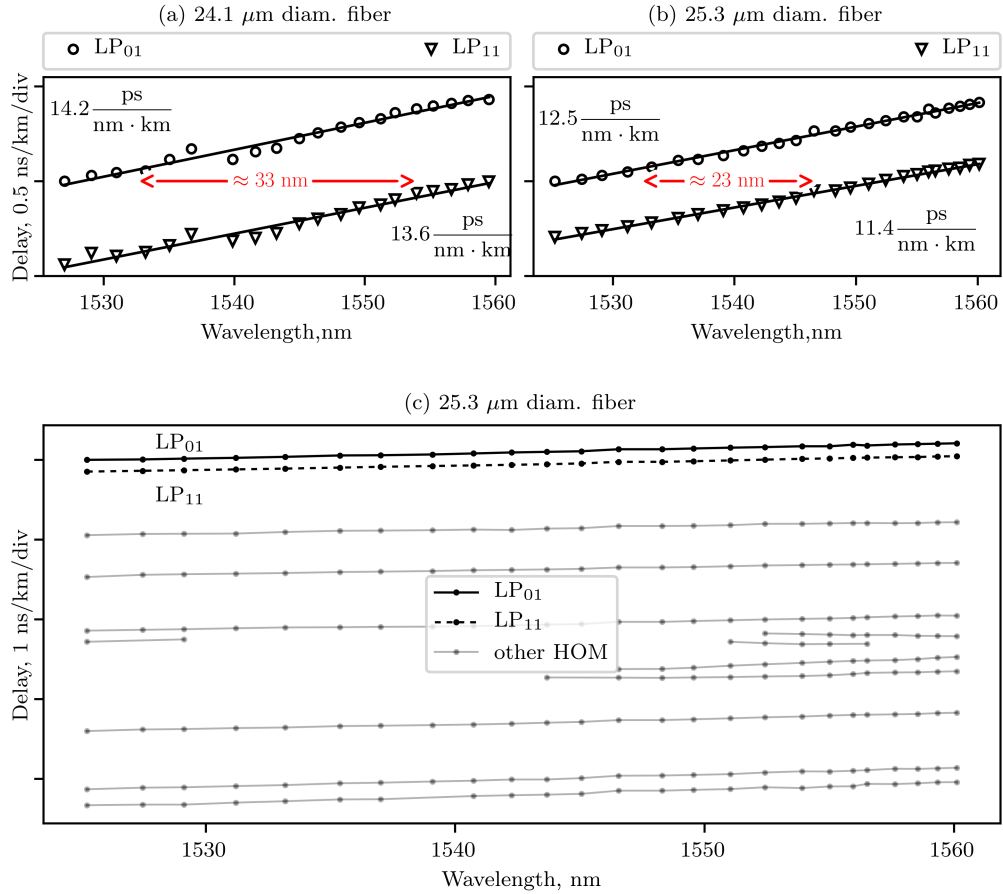 (a) 24.1 μm diam. fiber
(b) 25.3 μm diam. fiber
LP₀₁ LP₁₁
LP₀₁ LP₁₁
Delay, 0.5 ns/km/div
14.2 ps/(nm · km)
≈ 33 nm
13.6 ps/(nm · km)
12.5 ps/(nm · km)
≈ 23 nm
11.4 ps/(nm · km)
1530 1540 1550 1560
1530 1540 1550 1560
Wavelength,nm
Wavelength,nm
(c) 25.3 μm diam. fiber
Delay, 1 ns/km/div
LP₀₁
LP₁₁
LP₀₁
LP₁₁
other HOM
1530 1540 1550 1560
Wavelength, nm